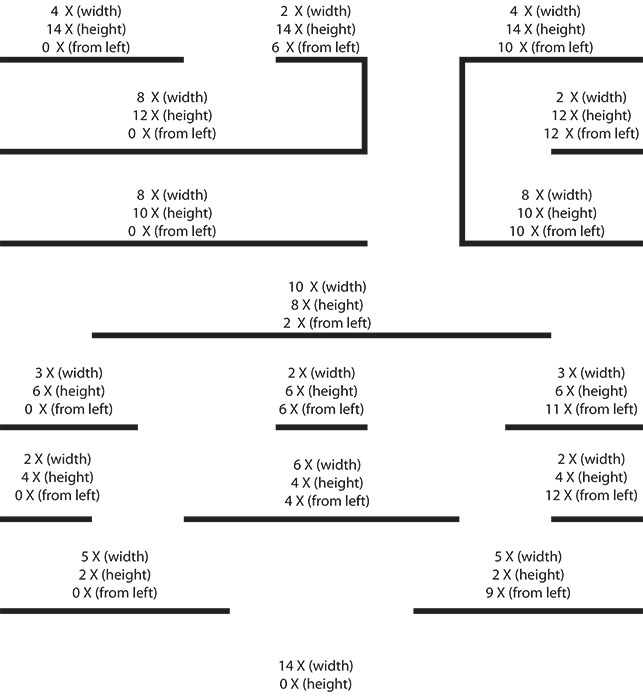 4 X (width)
14 X (height)
0 X (from left)
2 X (width)
14 X (height)
6 X (from left)
4 X (width)
14 X (height)
10 X (from left)
8 X (width)
12 X (height)
0 X (from left)
2 X (width)
12 X (height)
12 X (from left)
8 X (width)
10 X (height)
0 X (from left)
8 X (width)
10 X (height)
10 X (from left)
10 X (width)
8 X (height)
2 X (from left)
3 X (width)
6 X (height)
0 X (from left)
2 X (width)
6 X (height)
6 X (from left)
3 X (width)
6 X (height)
11 X (from left)
2 X (width)
4 X (height)
0 X (from left)
6 X (width)
4 X (height)
4 X (from left)
2 X (width)
4 X (height)
12 X (from left)
5 X (width)
2 X (height)
0 X (from left)
5 X (width)
2 X (height)
9 X (from left)
14 X (width)
0 X (height)